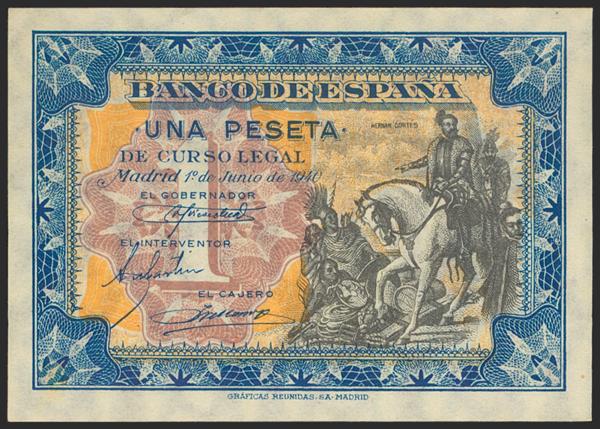 BANCO DE ESPAÑA
·UNA PESETA·
HERNAN CORTES
DE CURSO LEGAL
Madrid 1º de Junio de 1940
EL GOBERNADOR
EL INTERVENTOR
EL CAJERO
1
GRÁFICAS REUNIDAS, SA - MADRID